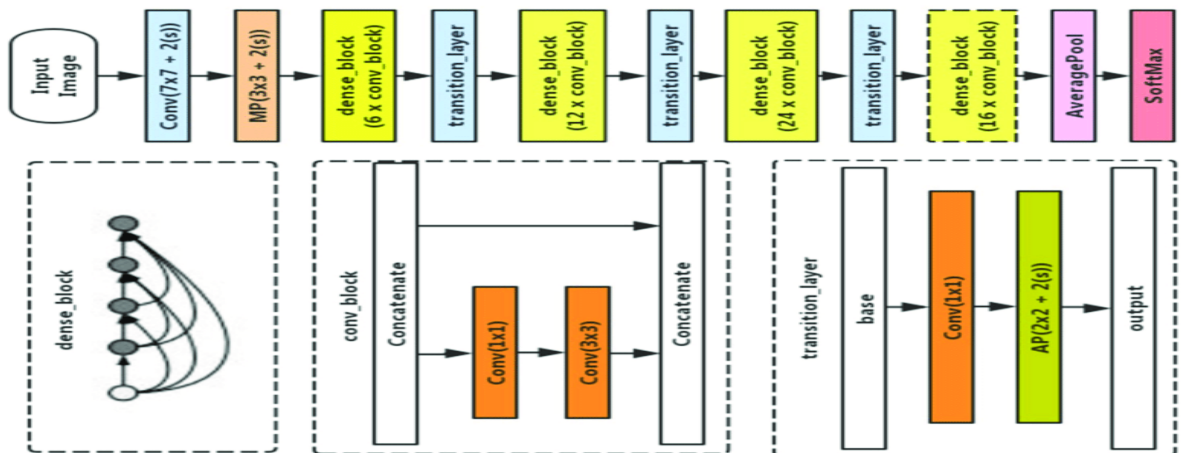 Input
Image
Conv(7x7 + 2(s))
MP(3x3 + 2(s))
dense_block
(6 x conv_block)
transition_layer
dense_block
(12 x conv_block)
transition_layer
dense_block
(24 x conv_block)
transition_layer
dense_block
(16 x conv_block)
AveragePool
SoftMax
dense_block
conv_block
Concatenate
Conv(1x1)
Conv(3x3)
Concatenate
transition_layer
base
Conv(1x1)
AP(2x2 + 2(s))
output